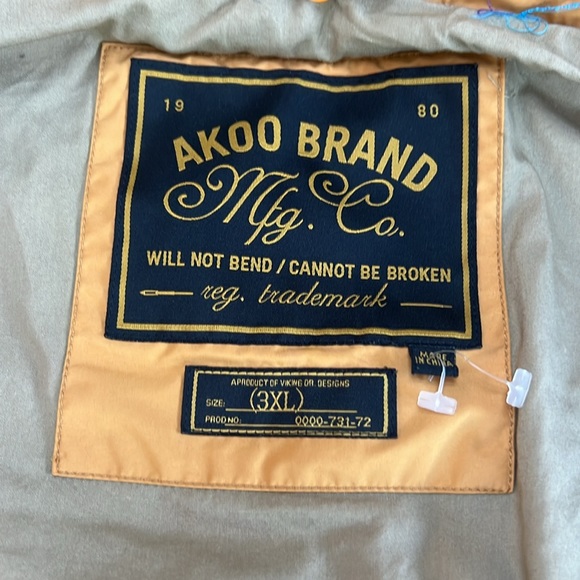 19 80
AKOO BRAND
Mfg. Co.
WILL NOT BEND / CANNOT BE BROKEN
reg. trademark
MADE
IN CHINA
A PRODUCT OF VIKING DR. DESIGNS
SIZE: (3XL)
PROD NO. 0000-731-72